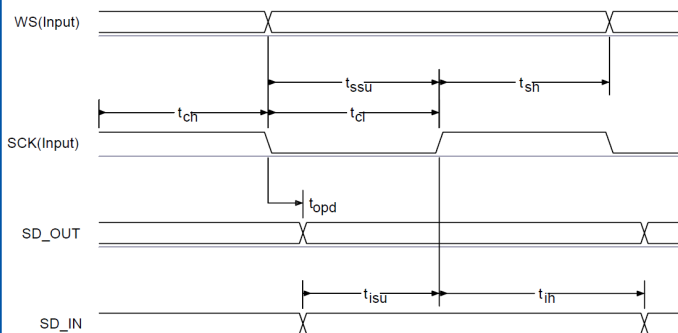 WS(Input)
tssu
tsh
tch
tcl
SCK(Input)
topd
SD_OUT
tisu
tih
SD_IN